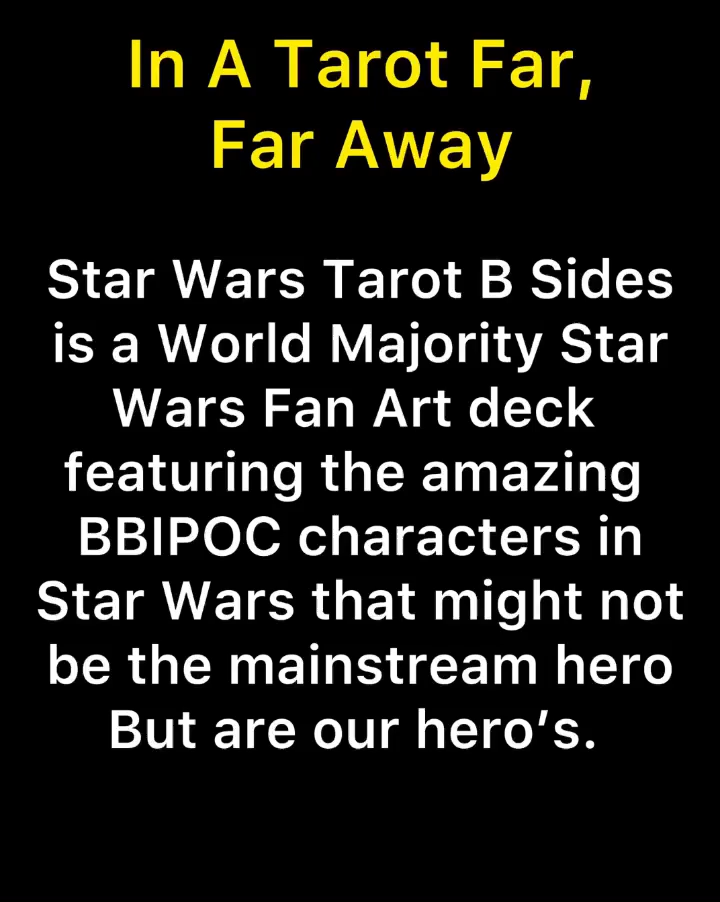 In A Tarot Far,
Far Away
Star Wars Tarot B Sides
is a World Majority Star
Wars Fan Art deck
featuring the amazing
BBIPOC characters in
Star Wars that might not
be the mainstream hero
But are our hero’s.